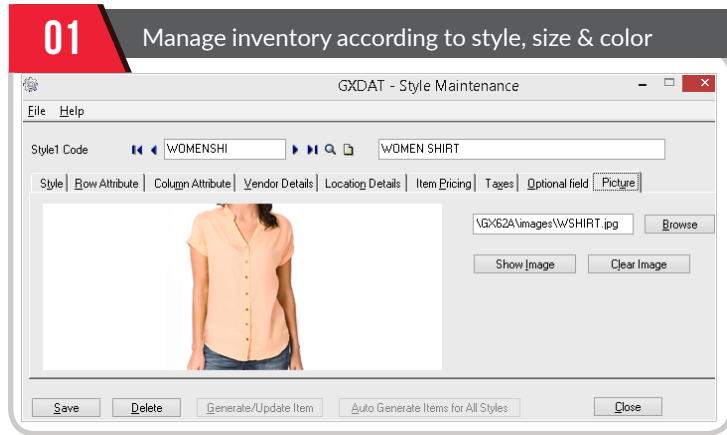 01 Manage inventory according to style, size & color
GXDAT - Style Maintenance
File Help
Style1 Code WOMENSHI WOMEN SHIRT
Style Row Attribute Column Attribute Vendor Details Location Details Item Pricing Taxes Optional field Picture
\GX62A\images\WSHIRT.jpg Browse
Show Image Clear Image
Save Delete Generate/Update Item Auto Generate Items for All Styles Close